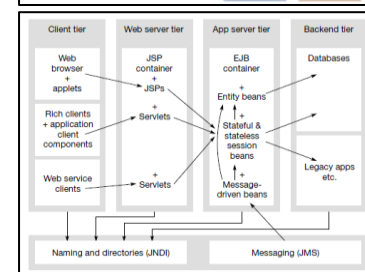 Client tier
Web server tier
App server tier
Backend tier
Web
browser
+
applets
Rich clients
+ application
client
components
Web service
clients
JSP
container
+
JSPs
+
Servlets
+
Servlets
EJB
container
+
Entity beans
+
Stateful &
stateless
session
beans
+
Message-
driven beans
Databases
Legacy apps
etc.
Naming and directories (JNDI)
Messaging (JMS)